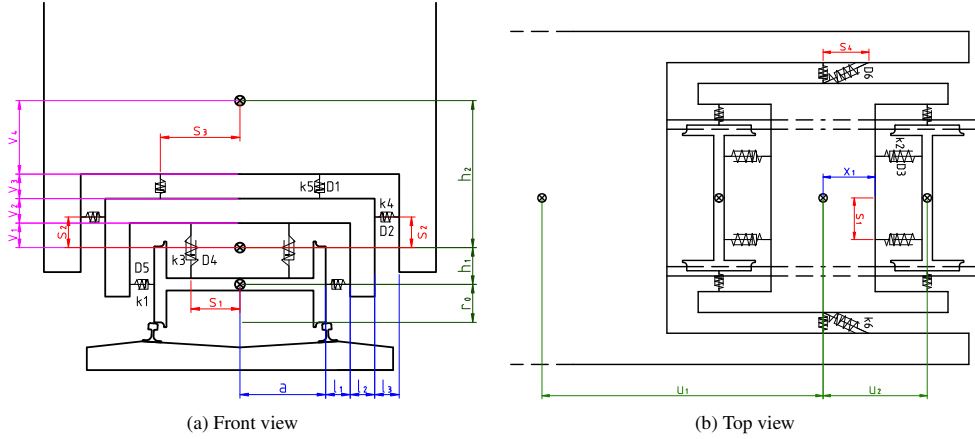 S₃
V₄
V₃
V₂
V₁
S₂
k5
D1
k4
D2
S₂
h₂
k3
D4
D5
k1
h₁
r₀
S₁
a
l₁
l₂
l₃
(a) Front view
S₄
D6
k2
D3
X₁
S₁
k6
U₁
U₂
(b) Top view